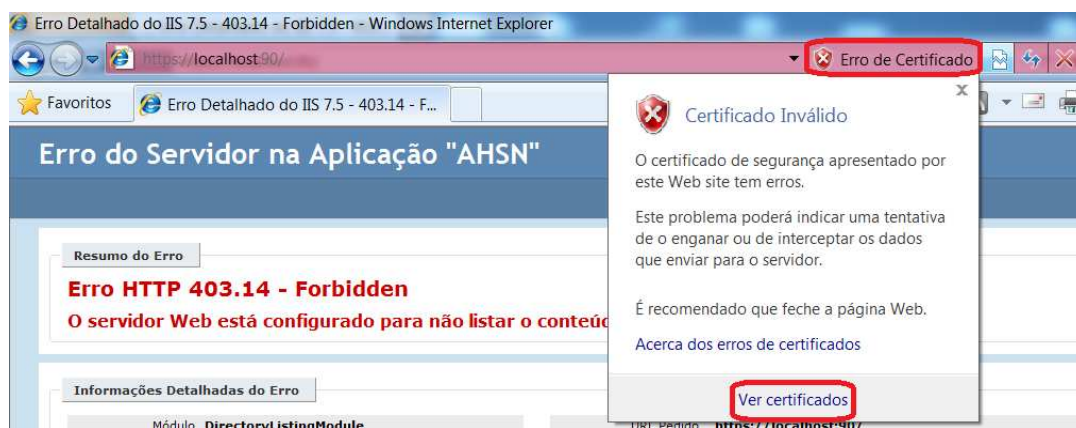 Erro Detalhado do IIS 7.5 - 403.14 - Forbidden - Windows Internet Explorer
https://localhost:90/
Erro de Certificado
Favoritos
Erro Detalhado do IIS 7.5 - 403.14 - F...
Erro do Servidor na Aplicação "AHSN"
Resumo do Erro
Erro HTTP 403.14 - Forbidden
O servidor Web está configurado para não listar o
Informações Detalhadas do Erro
Módulo DirectoryListingModule
x
Certificado Inválido
O certificado de segurança apresentado por
este Web site tem erros.
Este problema poderá indicar uma tentativa
de o enganar ou de interceptar os dados
que enviar para o servidor.
É recomendado que feche a página Web.
Acerca dos erros de certificados
Ver certificados
URL Pedido https://localhost:90/